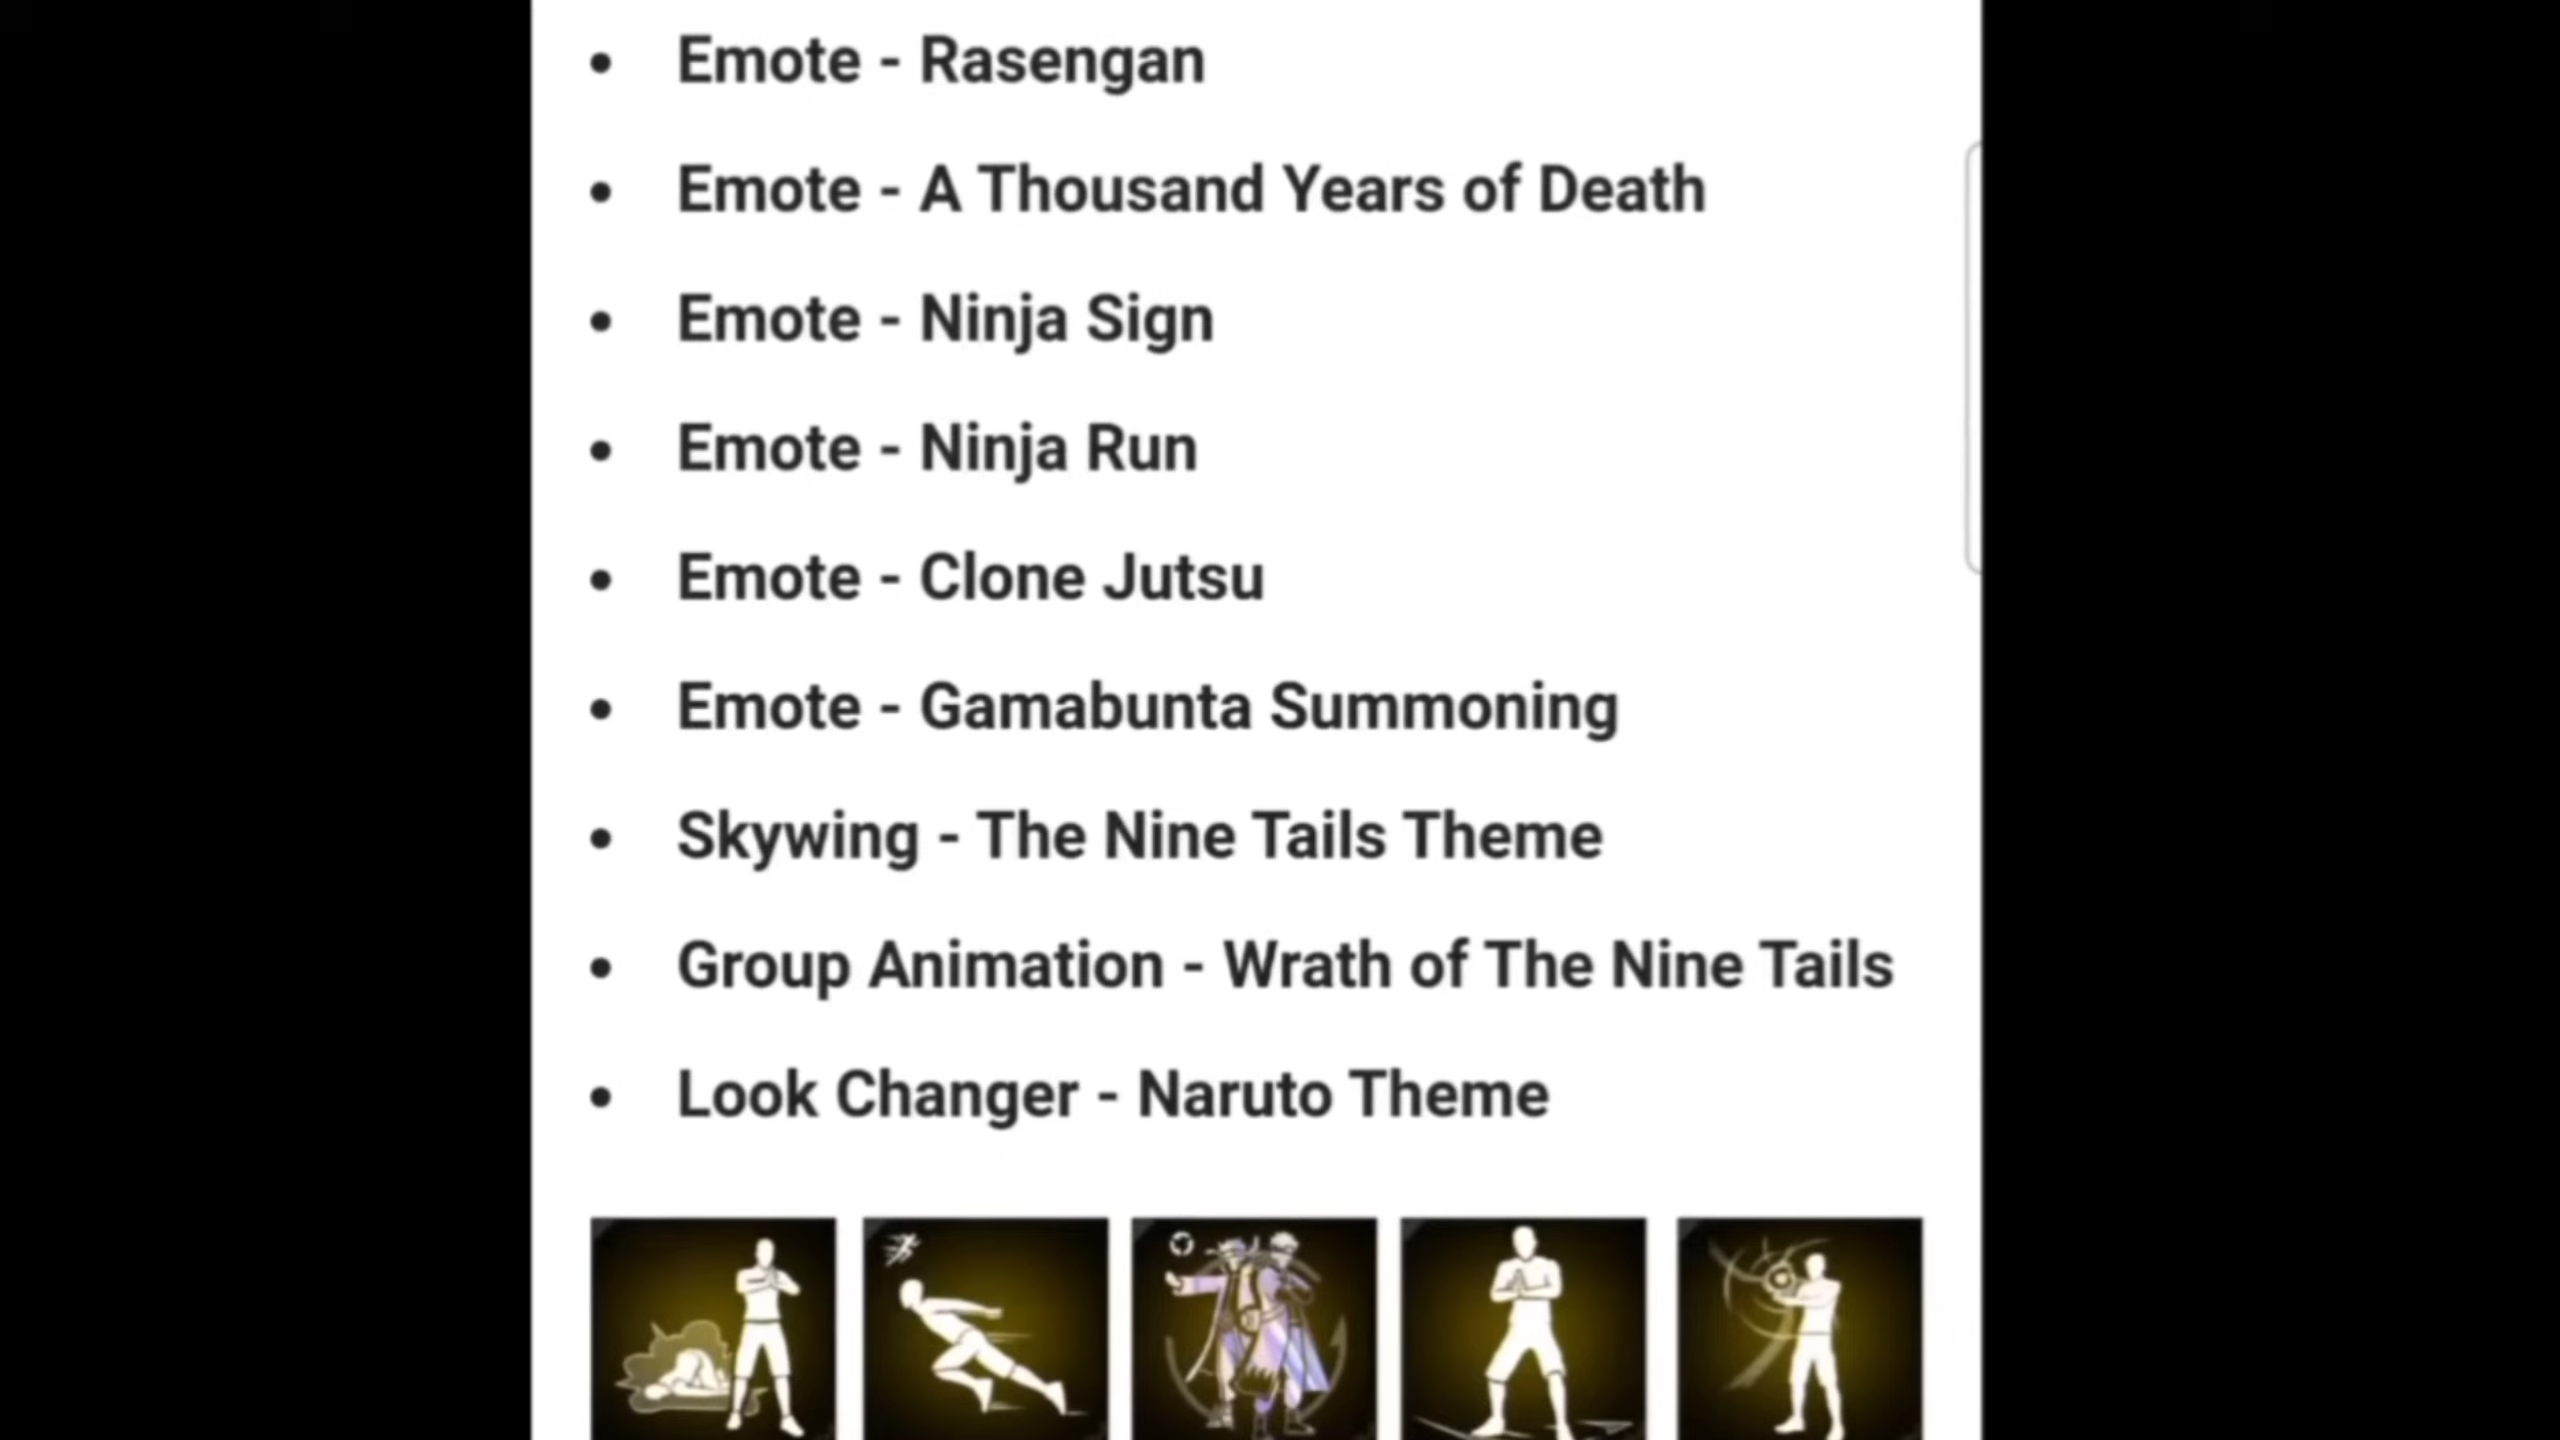 • Emote - Rasengan
• Emote - A Thousand Years of Death
• Emote - Ninja Sign
• Emote - Ninja Run
• Emote - Clone Jutsu
• Emote - Gamabunta Summoning
• Skywing - The Nine Tails Theme
• Group Animation - Wrath of The Nine Tails
• Look Changer - Naruto Theme